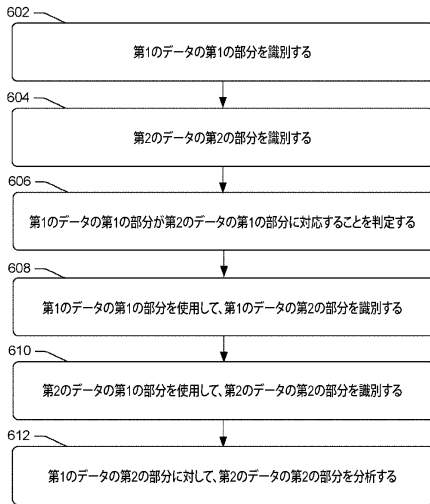 602
第1のデータの第1の部分を識別する
604
第2のデータの第2の部分を識別する
606
第1のデータの第1の部分が第2のデータの第1の部分に対応することを判定する
608
第1のデータの第1の部分を使用して、第1のデータの第2の部分を識別する
610
第2のデータの第1の部分を使用して、第2のデータの第2の部分を識別する
612
第1のデータの第2の部分に対して、第2のデータの第2の部分を分析する